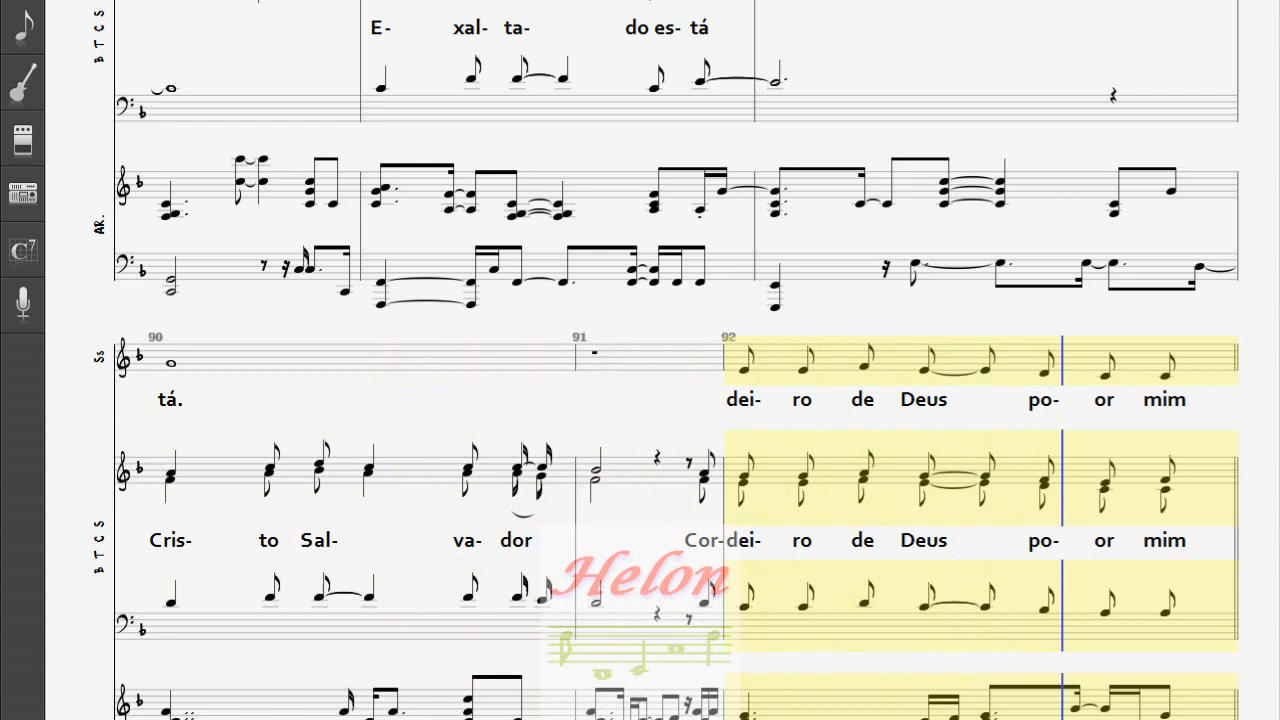 E- xal- ta- do es- tá
B T C S
AR.
C7
90 91 92
Ss
tá. dei- ro de Deus po- or mim
Cris- to Sal- va- dor Cor- dei- ro de Deus po- or mim
B T C S
Helon